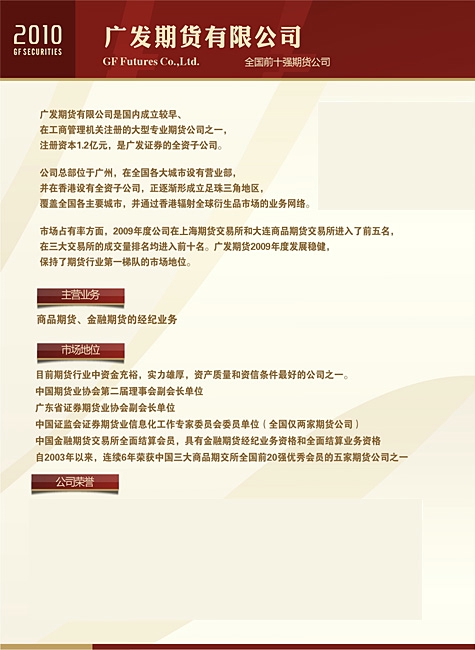 2010
GF SECURITIES
广发期货有限公司
GF Futures Co.,Ltd.
全国前十强期货公司
广发期货有限公司是国内成立较早、
在工商管理机关注册的大型专业期货公司之一，
注册资本1.2亿元，是广发证券的全资子公司。
公司总部位于广州，在全国各大城市设有营业部，
并在香港设有全资子公司，正逐渐形成立足珠三角地区，
覆盖全国各主要城市，并通过香港辐射全球衍生品市场的业务网络。
市场占有率方面，2009年度公司在上海期货交易所和大连商品期货交易所进入了前五名，
在三大交易所的成交量排名均进入前十名。广发期货2009年度发展稳健，
保持了期货行业第一梯队的市场地位。
主营业务
商品期货、金融期货的经纪业务
市场地位
目前期货行业中资金充裕，实力雄厚，资产质量和资信条件最好的公司之一。
中国期货业协会第二届理事会副会长单位
广东省证券期货业协会副会长单位
中国证监会证券期货业信息化工作专家委员会委员单位（全国仅两家期货公司）
中国金融期货交易所全面结算会员，具有金融期货经纪业务资格和全面结算业务资格
自2003年以来，连续6年荣获中国三大商品期交所全国前20强优秀会员的五家期货公司之一
公司荣誉